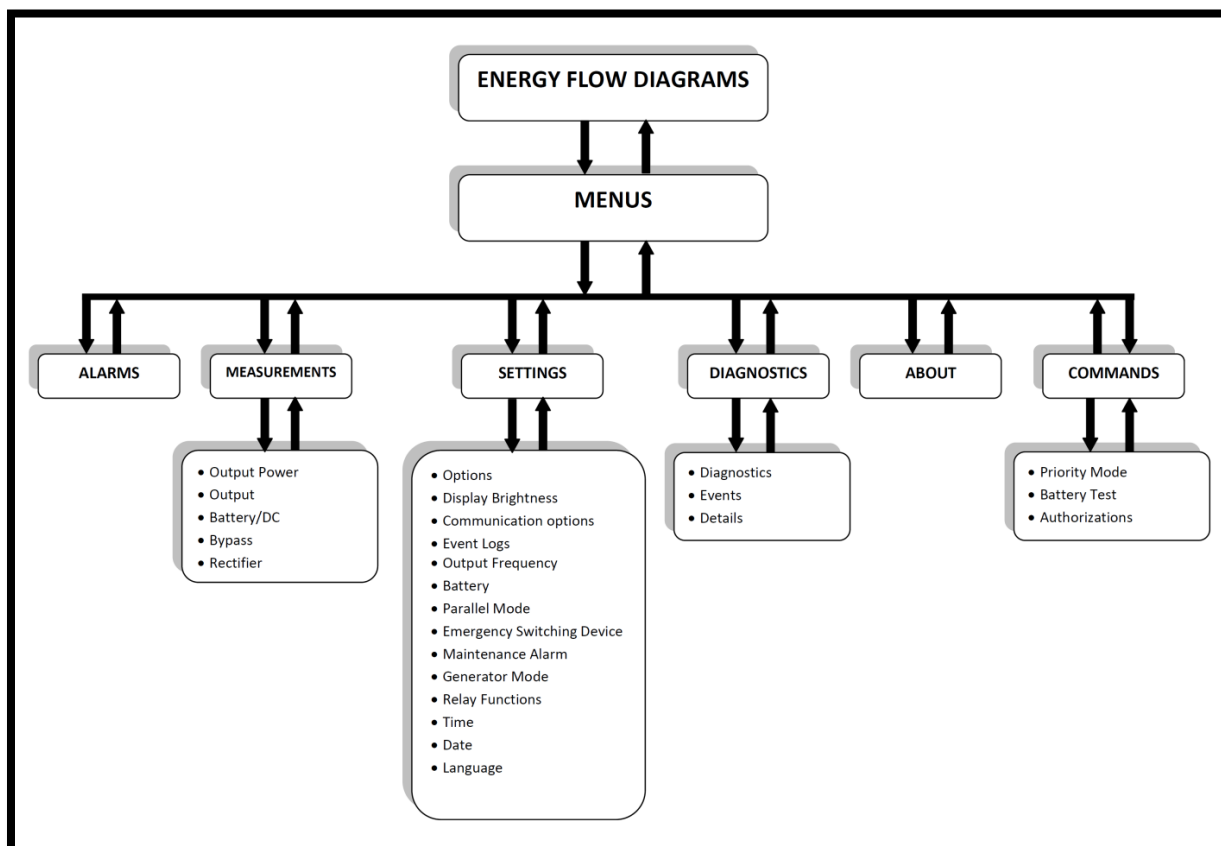 ENERGY FLOW DIAGRAMS
MENUS
ALARMS
MEASUREMENTS
SETTINGS
DIAGNOSTICS
ABOUT
COMMANDS
• Output Power
• Output
• Battery/DC
• Bypass
• Rectifier
• Options
• Display Brightness
• Communication options
• Event Logs
• Output Frequency
• Battery
• Parallel Mode
• Emergency Switching Device
• Maintenance Alarm
• Generator Mode
• Relay Functions
• Time
• Date
• Language
• Diagnostics
• Events
• Details
• Priority Mode
• Battery Test
• Authorizations